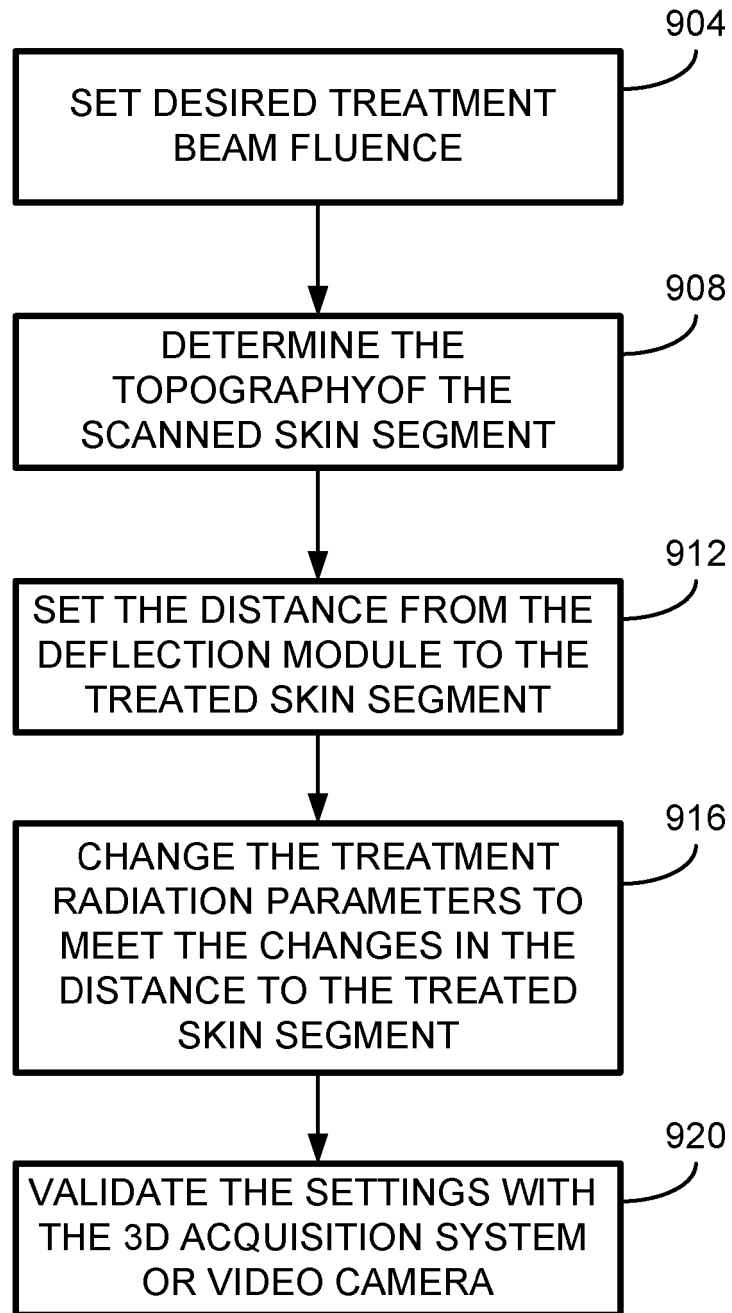 904
SET DESIRED TREATMENT
BEAM FLUENCE
908
DETERMINE THE
TOPOGRAPHYOF THE
SCANNED SKIN SEGMENT
912
SET THE DISTANCE FROM THE
DEFLECTION MODULE TO THE
TREATED SKIN SEGMENT
916
CHANGE THE TREATMENT
RADIATION PARAMETERS TO
MEET THE CHANGES IN THE
DISTANCE TO THE TREATED
SKIN SEGMENT
920
VALIDATE THE SETTINGS WITH
THE 3D ACQUISITION SYSTEM
OR VIDEO CAMERA